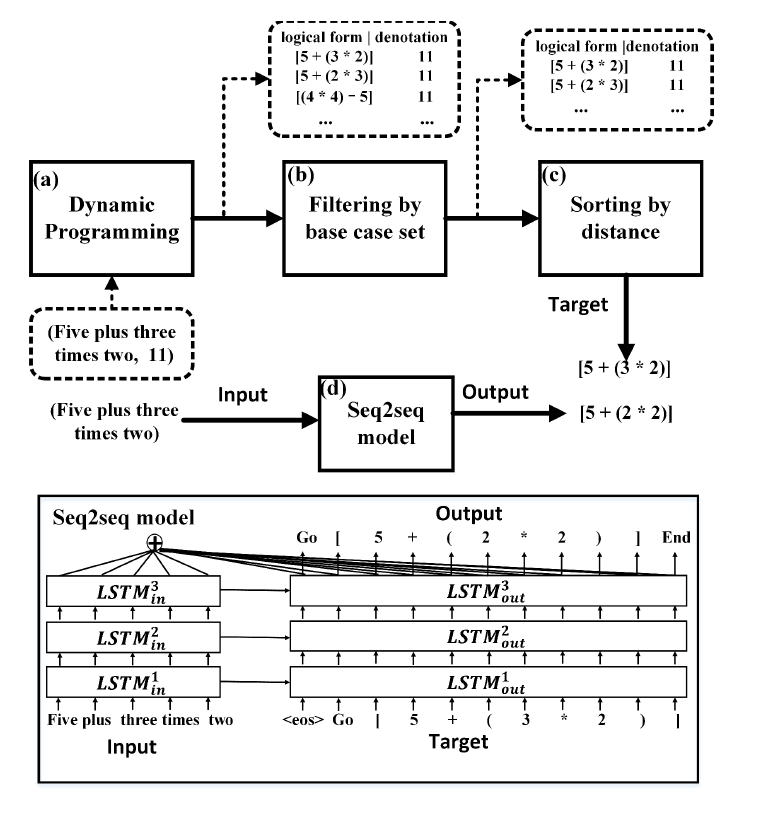 logical form | denotation
[5 + (3 * 2)] 11
[5 + (2 * 3)] 11
[(4 * 4) − 5] 11
... ...
logical form |denotation
[5 + (3 * 2)] 11
[5 + (2 * 3)] 11
... ...
(a)
Dynamic
Programming
(b)
Filtering by
base case set
(c)
Sorting by
distance
(Five plus three
times two, 11)
Target
[5 + (3 * 2)]
(Five plus three
times two)
Input
(d)
Seq2seq
model
Output
[5 + (2 * 2)]
Seq2seq model
Output
Go [ 5 + ( 2 * 2 ) ] End
LSTM³ᵢₙ LSTM³ₒᵤₜ
LSTM²ᵢₙ LSTM²ₒᵤₜ
LSTM¹ᵢₙ LSTM¹ₒᵤₜ
Five plus three times two <eos> Go [ 5 + ( 3 * 2 ) ]
Input Target